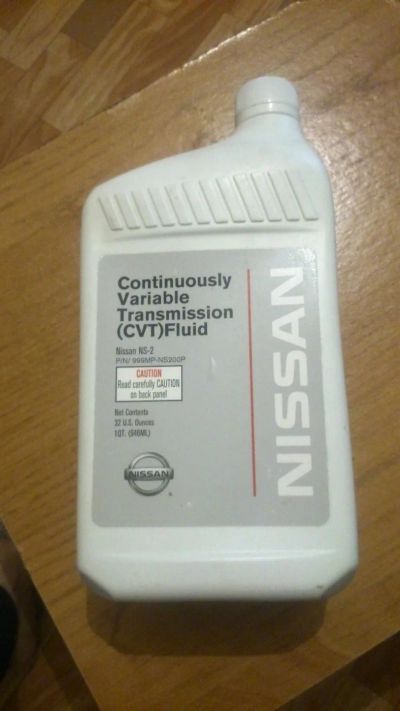 Continuously
Variable
Transmission
(CVT)Fluid
Nissan NS-2
P/N/ 999MP-NS200P
CAUTION
Read carefully CAUTION
on back panel
Net Contents
32 U.S. Ounces
1QT. (946ML)
NISSAN
®
NISSAN